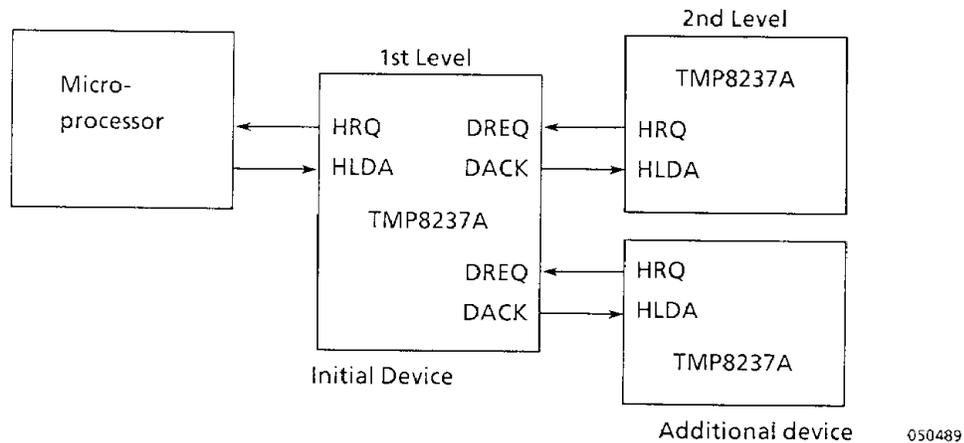 2nd Level
1st Level
Micro-
processor
TMP8237A
HRQ
DREQ
HRQ
HLDA
DACK
HLDA
TMP8237A
DREQ
HRQ
DACK
HLDA
TMP8237A
Initial Device
Additional device
050489